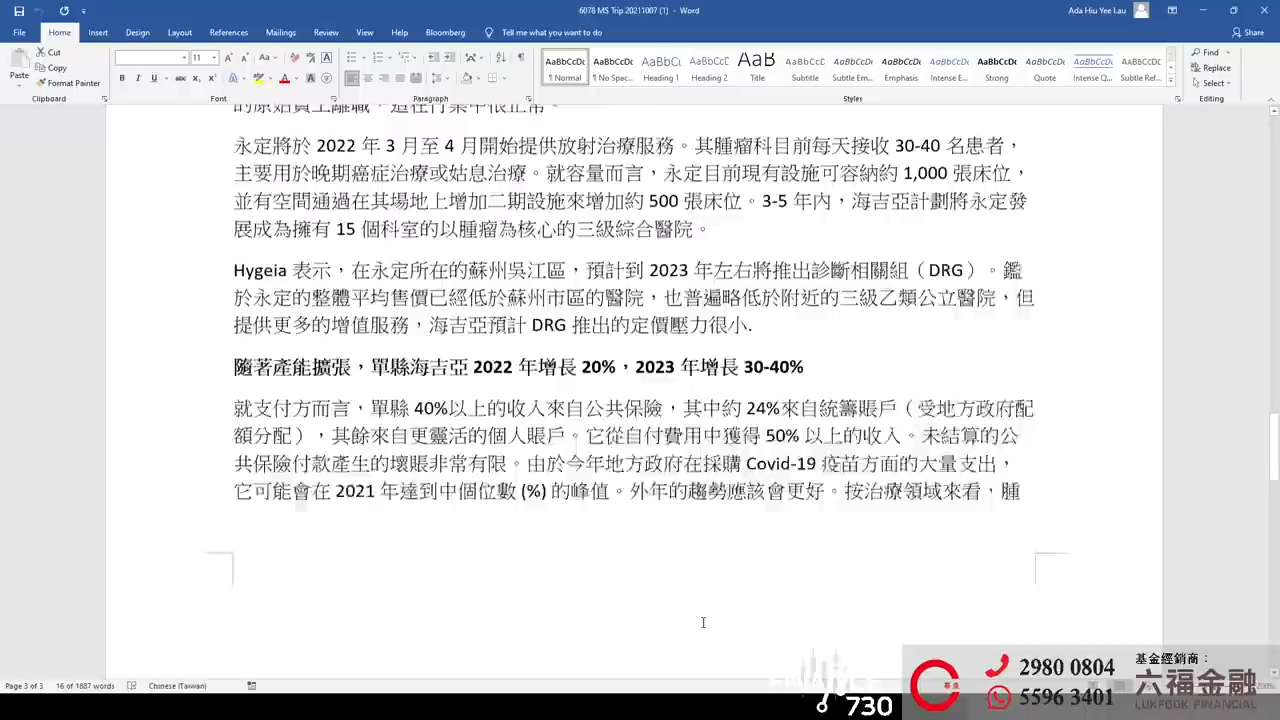 6078 MS Trip 20211007 (1) - Word
Ada Hiu Yee Lau
File Home Insert Design Layout References Mailings Review View Help Bloomberg Tell me what you want to do Share
Paste
Cut
Copy
Format Painter
Clipboard
11
Font
Paragraph
AaBbCcDc AaBbCcDc AaBbCc AaBbCcC AaB AaBbCcC AaBbCcDc AaBbCcDc AaBbCcDc AaBbCcDc AaBbCcDc AaBbCcDc AaBbCcDc
¶ Normal ¶ No Spac... Heading 1 Heading 2 Title Subtitle Subtle Em... Emphasis Intense E... Strong Quote Intense Q... Subtle Ref...
Styles
Find
Replace
Select
Editing
永定將於 2022 年 3 月至 4 月開始提供放射治療服務。其腫瘤科目前每天接收 30-40 名患者，
主要用於晚期癌症治療或姑息治療。就容量而言，永定目前現有設施可容納約 1,000 張床位，
並有空間通過在其場地上增加二期設施來增加約 500 張床位。3-5 年內，海吉亞計劃將永定發
展成為擁有 15 個科室的以腫瘤為核心的三級綜合醫院。
Hygeia 表示，在永定所在的蘇州吳江區，預計到 2023 年左右將推出診斷相關組（DRG）。鑑
於永定的整體平均售價已經低於蘇州市區的醫院，也普遍略低於附近的三級乙類公立醫院，但
提供更多的增值服務，海吉亞預計 DRG 推出的定價壓力很小.
隨著產能擴張，單縣海吉亞 2022 年增長 20%，2023 年增長 30-40%
就支付方而言，單縣 40%以上的收入來自公共保險，其中約 24%來自統籌賬戶（受地方政府配
額分配），其餘來自更靈活的個人賬戶。它從自付費用中獲得 50% 以上的收入。未結算的公
共保險付款產生的壞賬非常有限。由於今年地方政府在採購 Covid-19 疫苗方面的大量支出，
它可能會在 2021 年達到中個位數 (%) 的峰值。外年的趨勢應該會更好。按治療領域來看，腫
Page 3 of 3 16 of 1887 words Chinese (Taiwan)
FINANCE
730
2980 0804
5596 3401
基金經銷商：
六福金融
LUKFOOK FINANCIAL